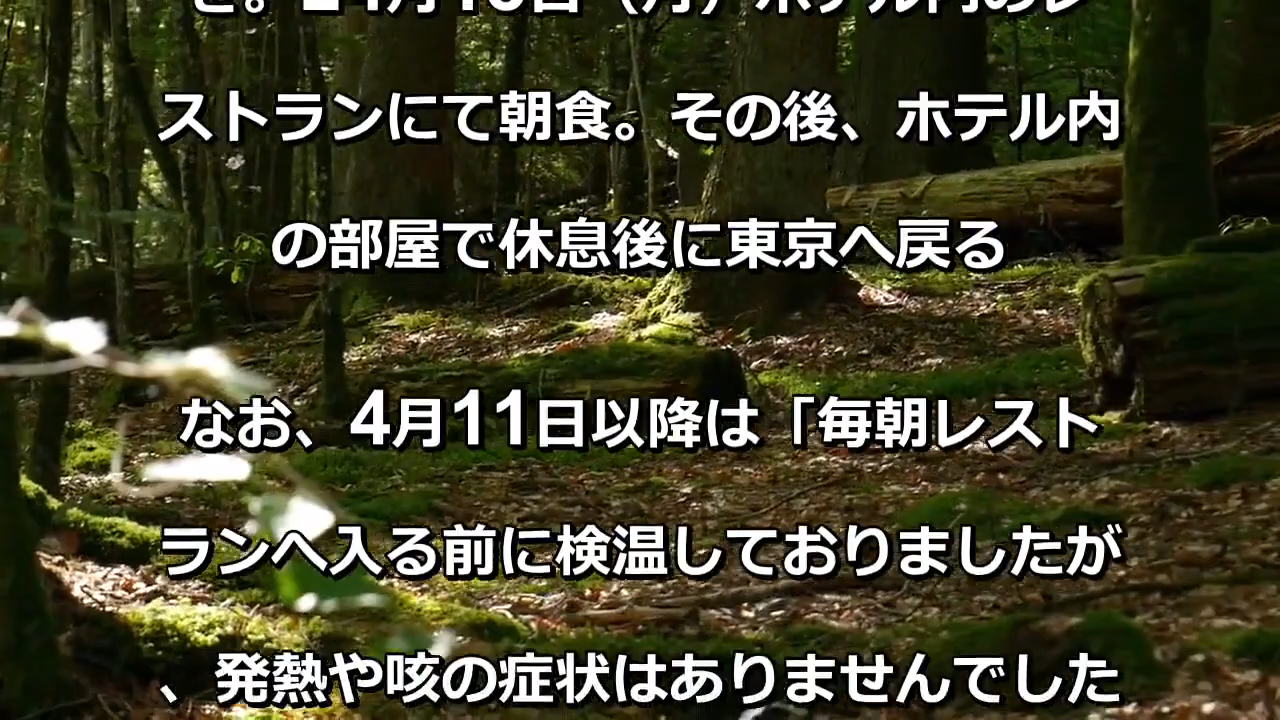 ストランにて朝食。その後、ホテル内
の部屋で休息後に東京へ戻る
なお、4月11日以降は「毎朝レスト
ランへ入る前に検温しておりましたが
、発熱や咳の症状はありませんでした